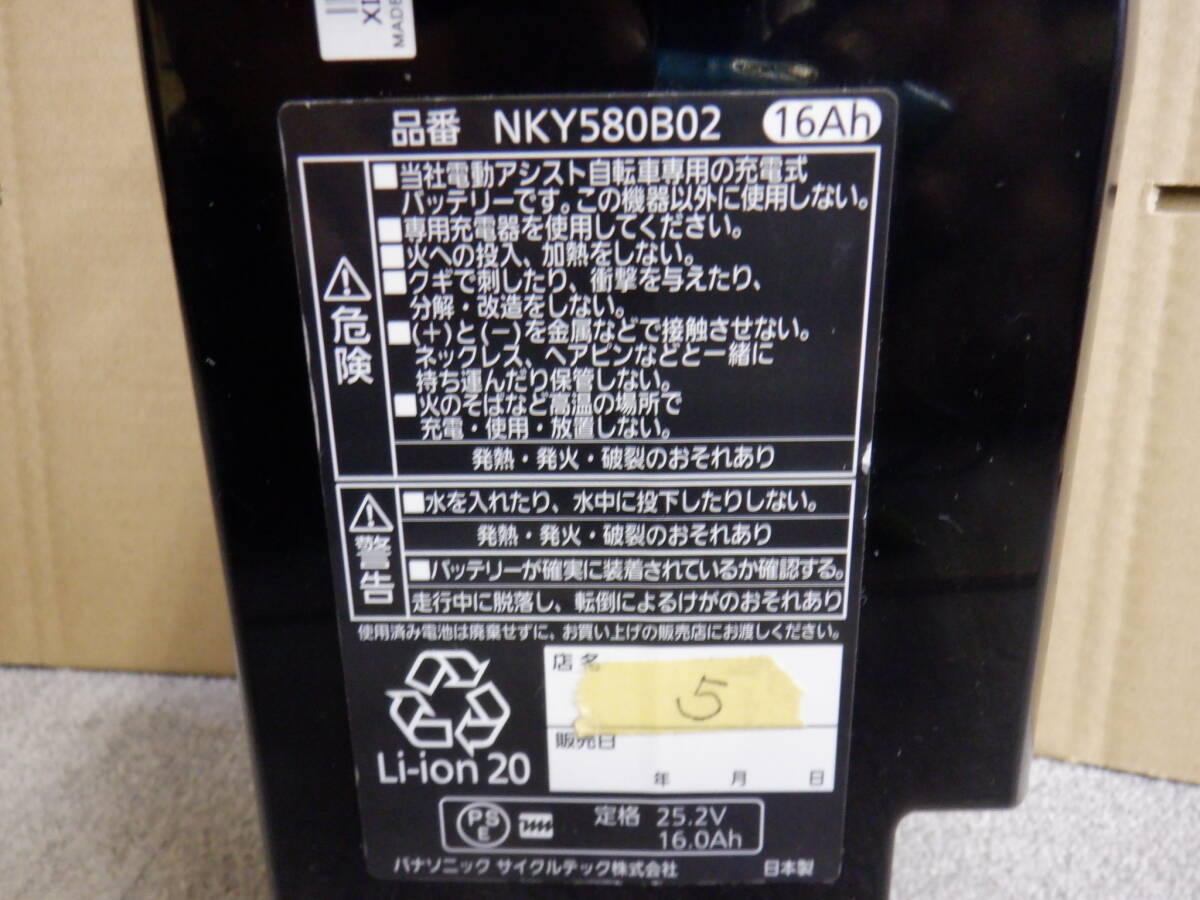 MADE
品番 NKY580B02 16Ah
危険
■当社電動アシスト自転車専用の充電式
バッテリーです。この機器以外に使用しない。
■専用充電器を使用してください。
■火への投入、加熱をしない。
■クギで刺したり、衝撃を与えたり、
分解・改造をしない。
■(+)と(−)を金属などで接触させない。
ネックレス、ヘアピンなどと一緒に
持ち運んだり保管しない。
■火のそばなど高温の場所で
充電・使用・放置しない。
発熱・発火・破裂のおそれあり
警告
■水を入れたり、水中に投下したりしない。
発熱・発火・破裂のおそれあり
■バッテリーが確実に装着されているか確認する。
走行中に脱落し、転倒によるけがのおそれあり
使用済み電池は廃棄せずに、お買い上げの販売店にお渡しください。
店名
5
販売日
年 月 日
Li-ion 20
PSE
定格 25.2V
16.0Ah
パナソニック サイクルテック株式会社 日本製